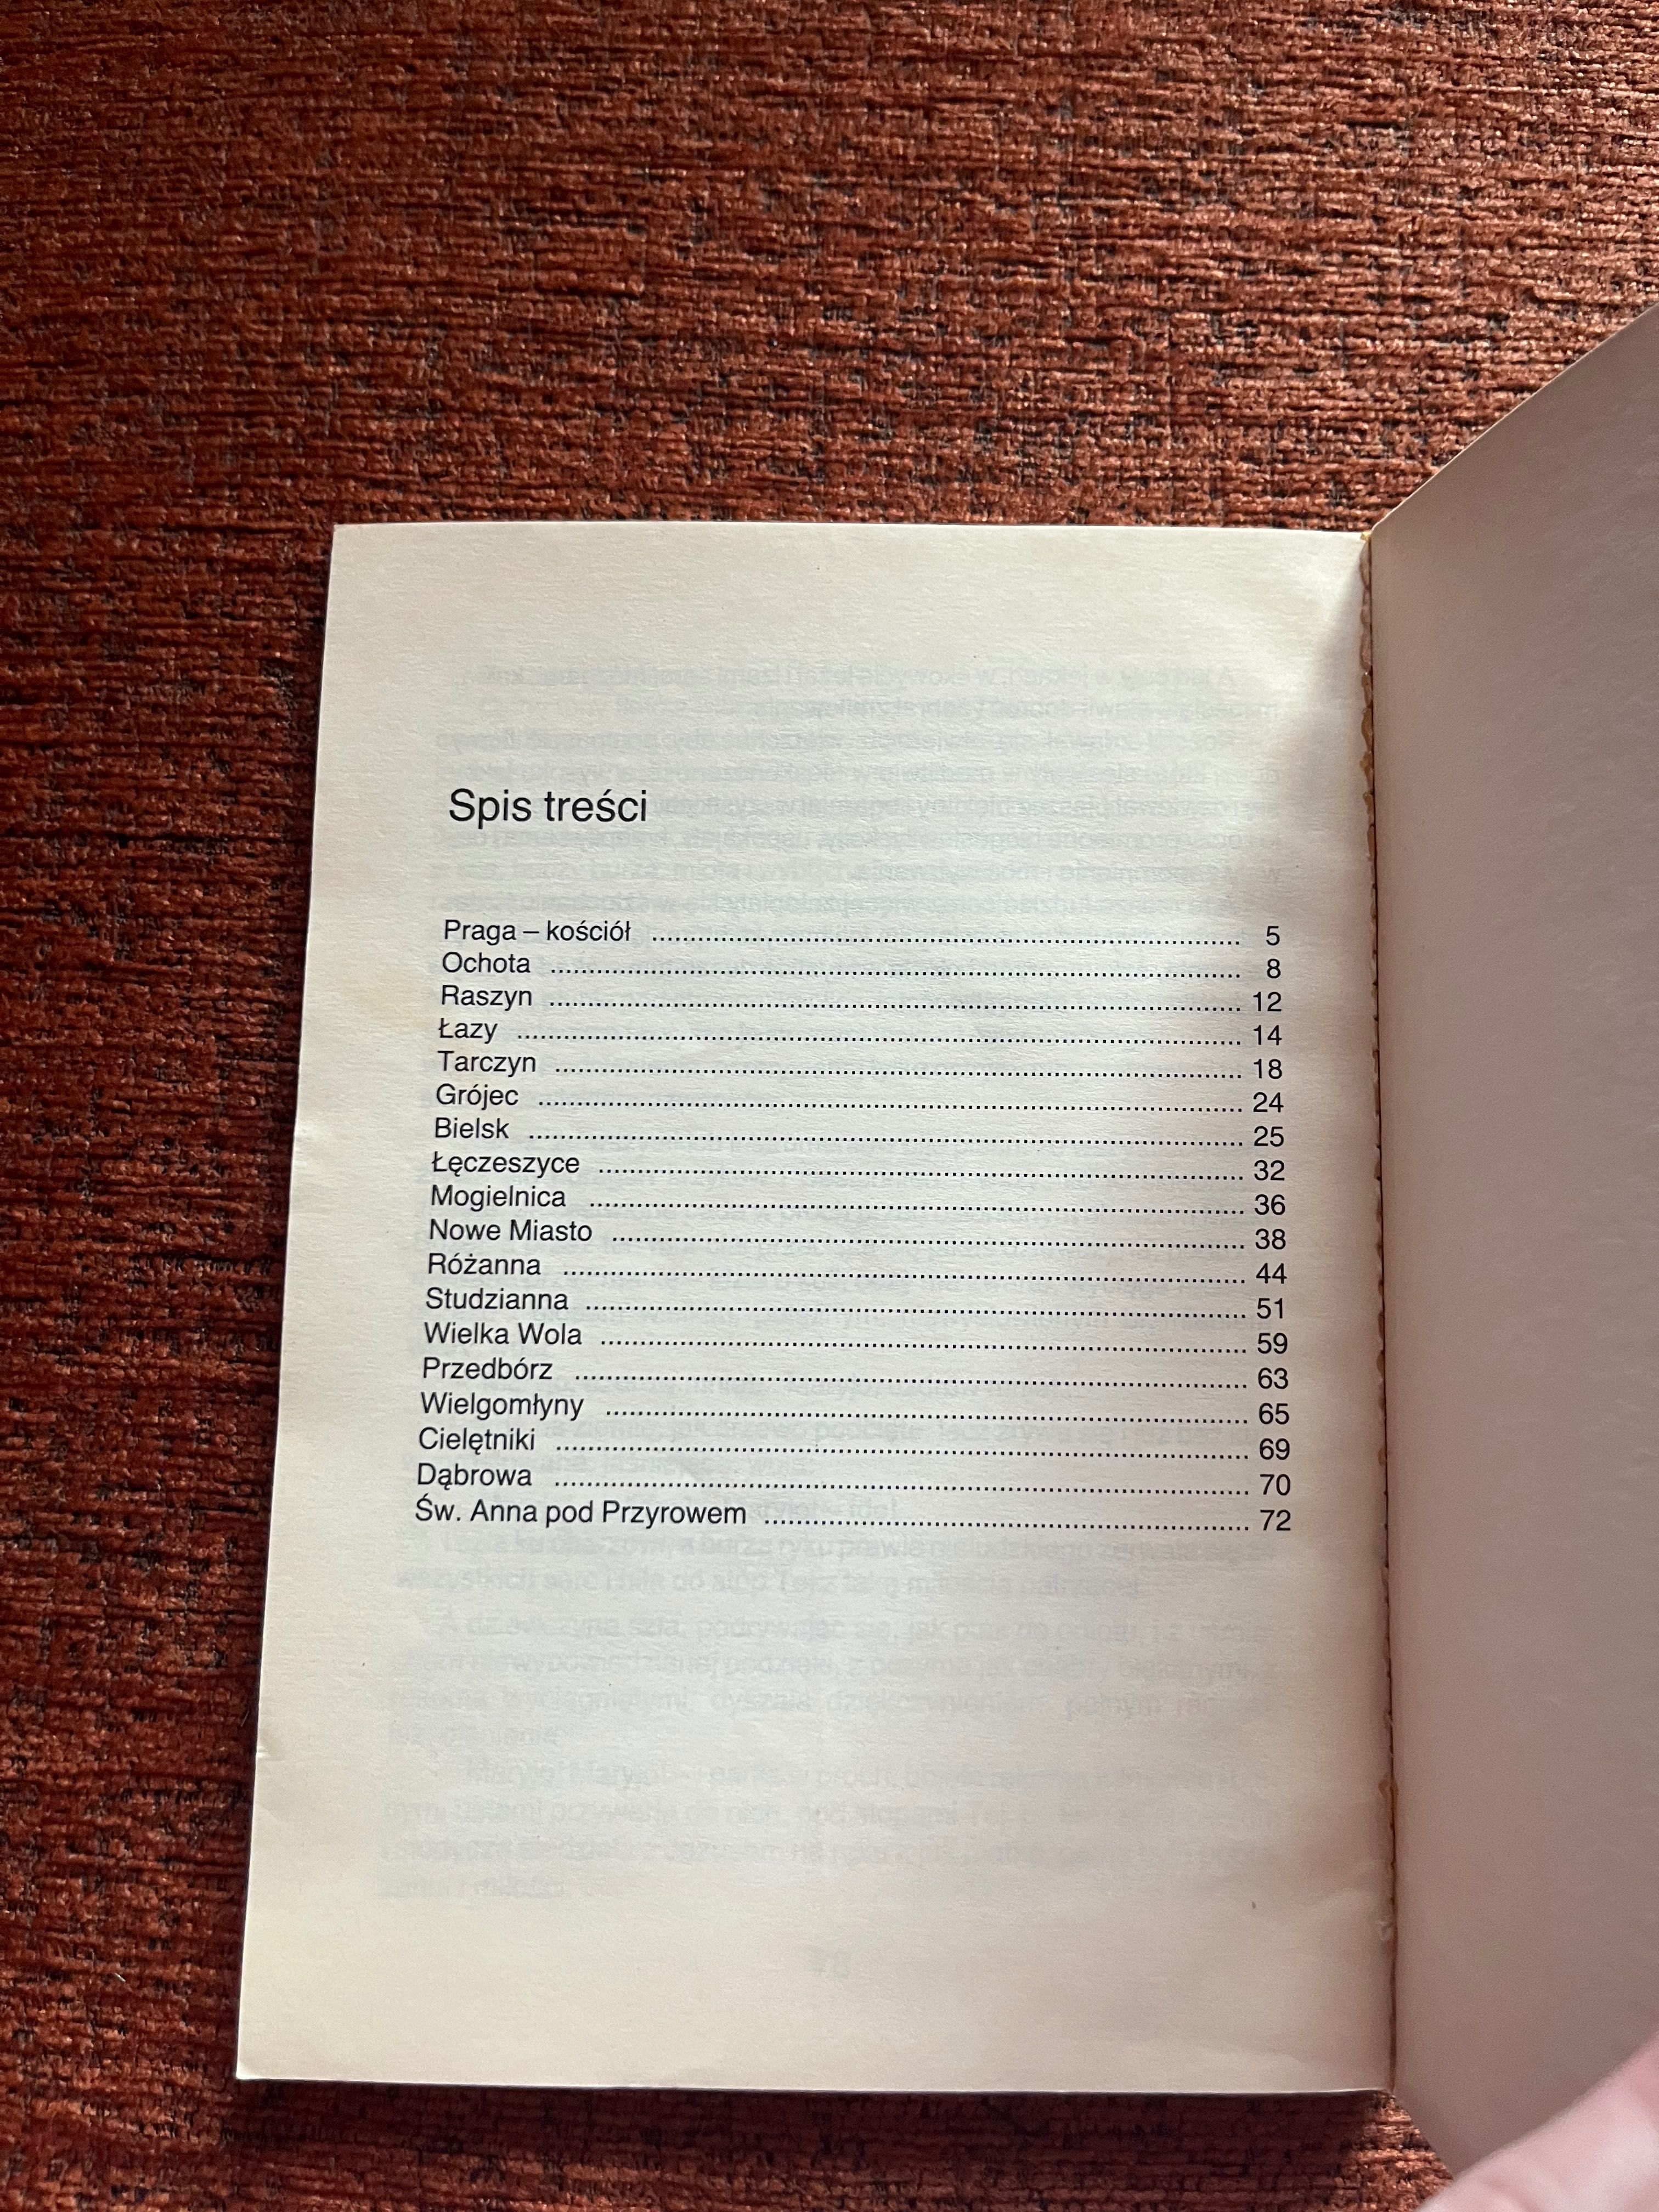 Spis treści
Praga – kościół ........ 5
Ochota ........ 8
Raszyn ........ 12
Łazy ........ 14
Tarczyn ........ 18
Grójec ........ 24
Bielsk ........ 25
Łęczeszyce ........ 32
Mogielnica ........ 36
Nowe Miasto ........ 38
Różanna ........ 44
Studzianna ........ 51
Wielka Wola ........ 59
Przedbórz ........ 63
Wielgomłyny ........ 65
Cielętniki ........ 69
Dąbrowa ........ 70
Św. Anna pod Przyrowem ........ 72